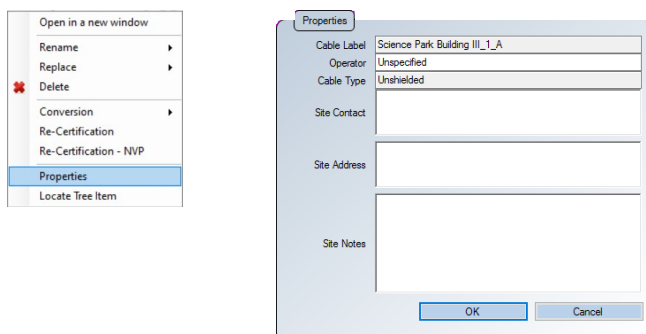 Open in a new window
Rename
Replace
Delete
Conversion
Re-Certification
Re-Certification - NVP
Properties
Locate Tree Item
Properties
Cable Label Science Park Building III_1_A
Operator Unspecified
Cable Type Unshielded
Site Contact
Site Address
Site Notes
OK Cancel